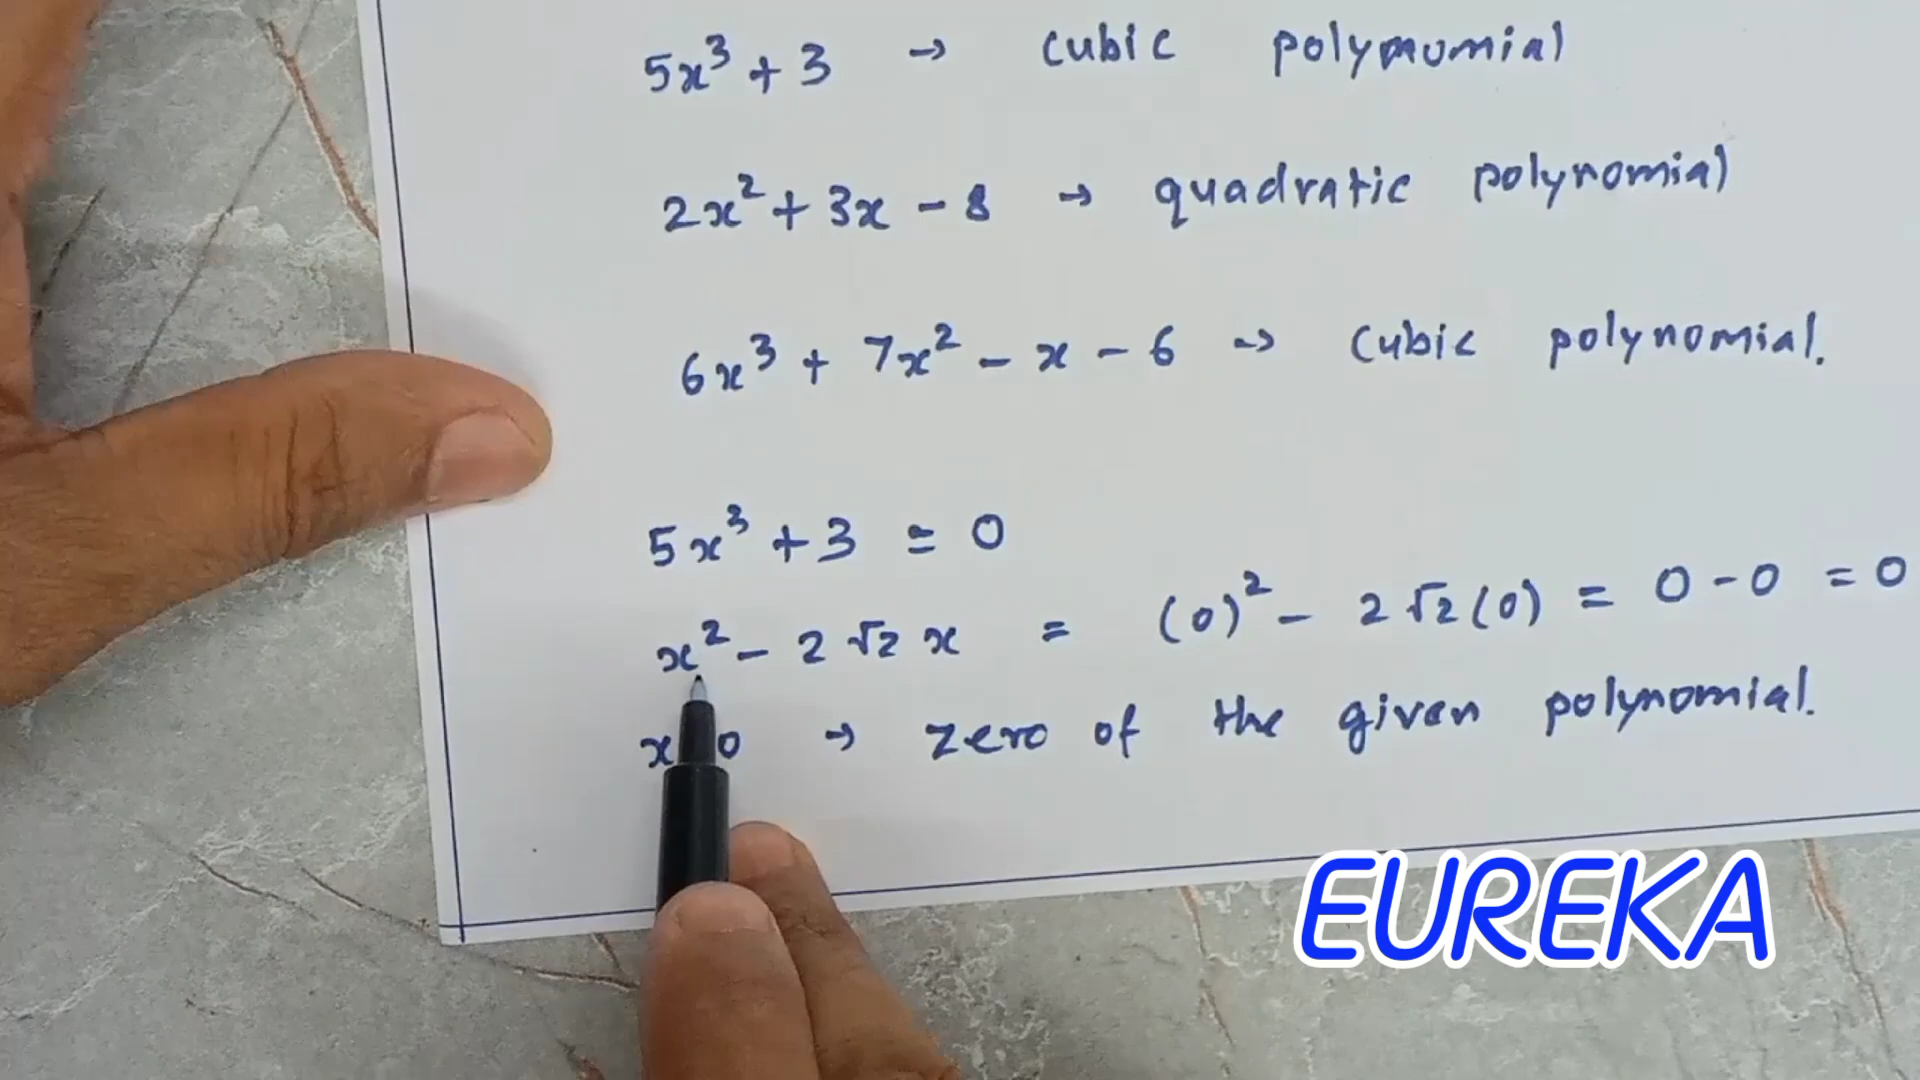 5x³ + 3 → cubic polynomial
2x² + 3x - 8 → quadratic polynomial
6x³ + 7x² - x - 6 → cubic polynomial.
5x³ + 3 = 0
x² - 2√2 x = (0)² - 2√2(0) = 0 - 0 = 0
x 0 → zero of the given polynomial.
EUREKA